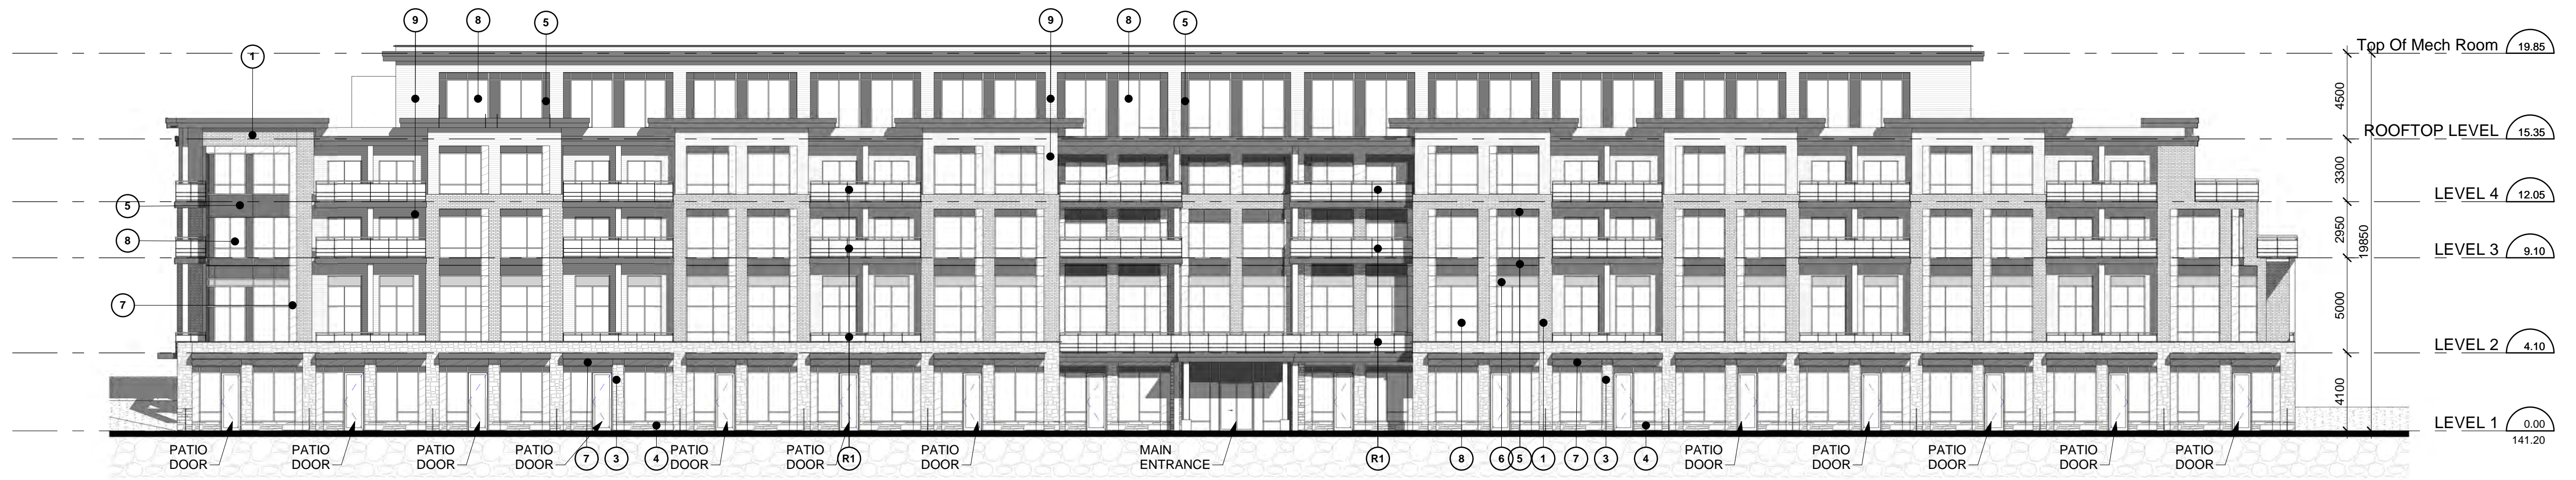 9
8
5
9
8
5
1
Top Of Mech Room 19.85
4500
ROOFTOP LEVEL 15.35
3300
LEVEL 4 12.05
5
2950
19850
8
LEVEL 3 9.10
7
5000
LEVEL 2 4.10
4100
LEVEL 1 0.00
141.20
PATIO
DOOR
PATIO
DOOR
PATIO
DOOR
PATIO
DOOR
7
3
4
PATIO
DOOR
PATIO
DOOR
R1
PATIO
DOOR
MAIN
ENTRANCE
R1
8
6
5
1
7
3
4
PATIO
DOOR
PATIO
DOOR
PATIO
DOOR
PATIO
DOOR
PATIO
DOOR